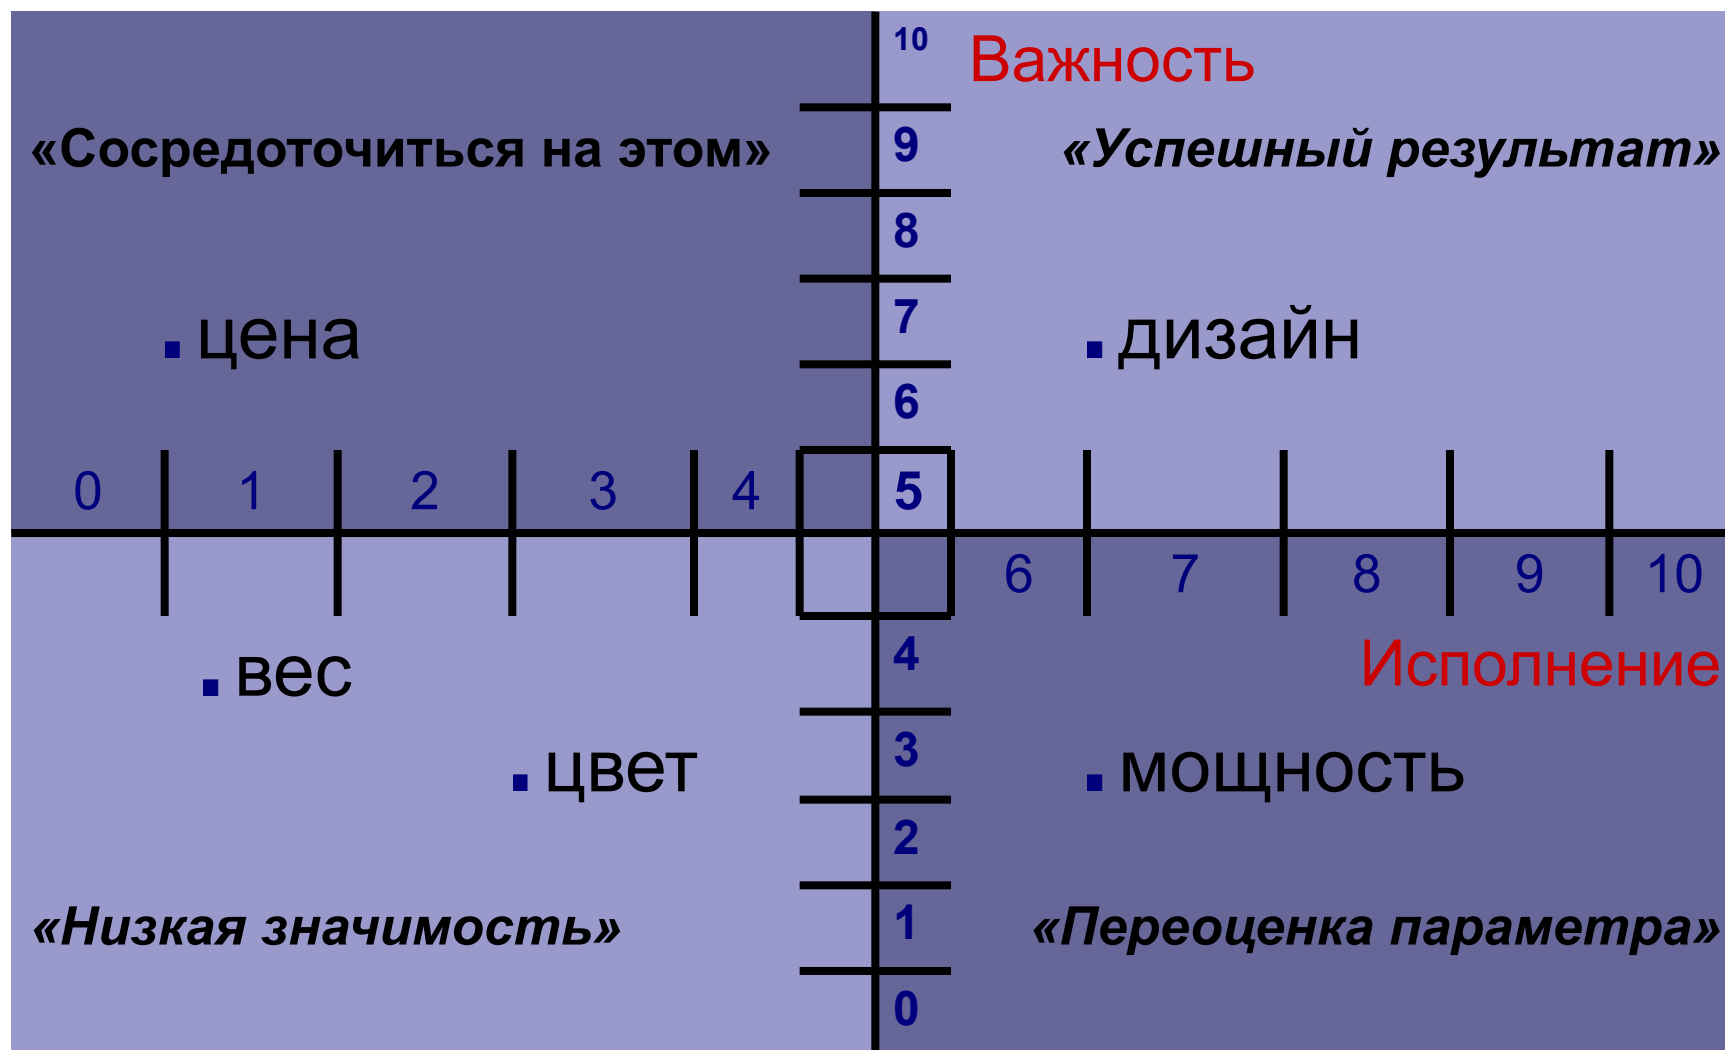 10
Важность
«Сосредоточиться на этом»
9
«Успешный результат»
8
7
цена
дизайн
6
0 1 2 3 4 5
6 7 8 9 10
4
Исполнение
вес
3
цвет
мощность
2
«Низкая значимость»
1
«Переоценка параметра»
0